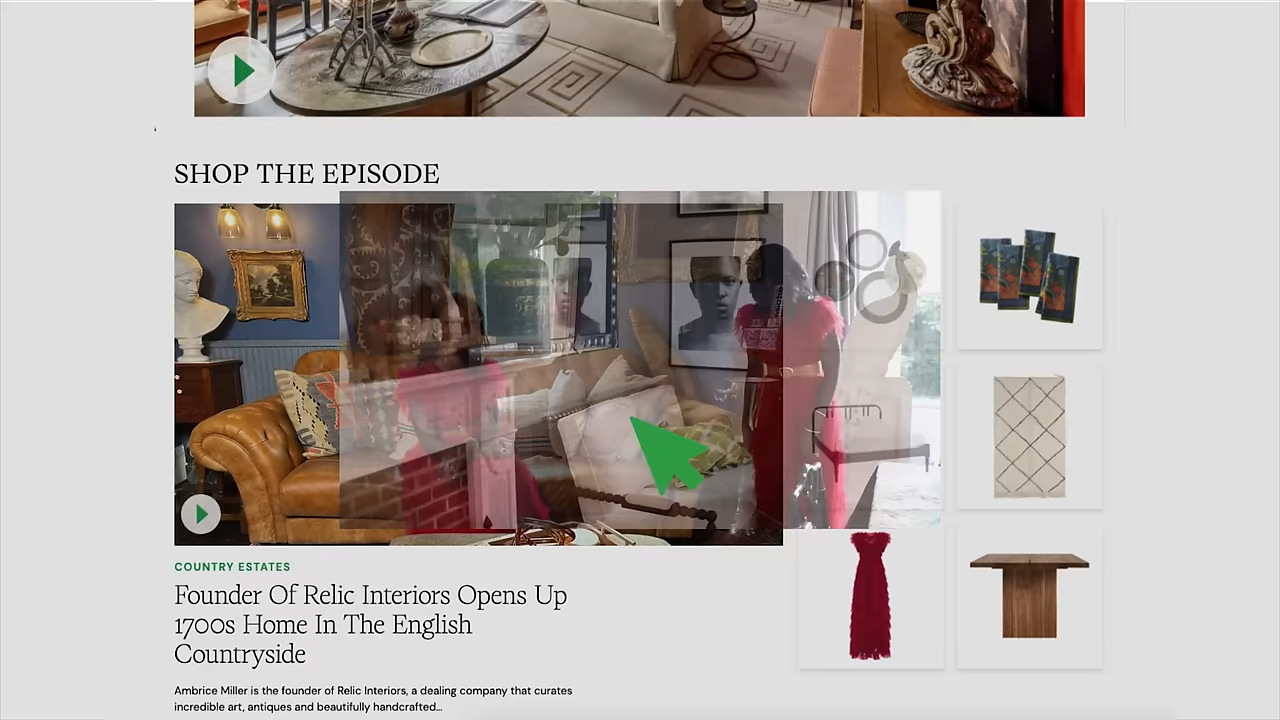 SHOP THE EPISODE
COUNTRY ESTATES
Founder Of Relic Interiors Opens Up
1700s Home In The English
Countryside
Ambrice Miller is the founder of Relic Interiors, a dealing company that curates
incredible art, antiques and beautifully handcrafted...